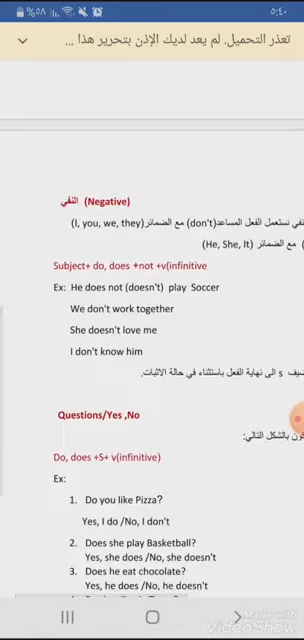 ٥:٤٠
%٥٨
تعذر التحميل. لم يعد لديك الإذن بتحرير هذا ...
النفي (Negative)
نستعمل الفعل المساعد (don't) مع الضمائر (I, you, we, they)
مع الضمائر (He, She, It)
Subject+ do, does +not +v(infinitive
Ex: He does not (doesn't) play Soccer
We don't work together
She doesn't love me
I don't know him
s الى نهاية الفعل باستثناء في حالة الاثبات.
Questions/Yes ,No
بالشكل التالي:
Do, does +S+ v(infinitive)
Ex:
1. Do you like Pizza?
Yes, I do /No, I don't
2. Does she play Basketball?
Yes, she does /No, she doesn't
3. Does he eat chocolate?
Yes, he does /No, he doesn't
Made with
VideoShow